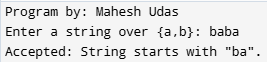 Program by: Mahesh Udas
Enter a string over {a,b}: baba
Accepted: String starts with "ba".